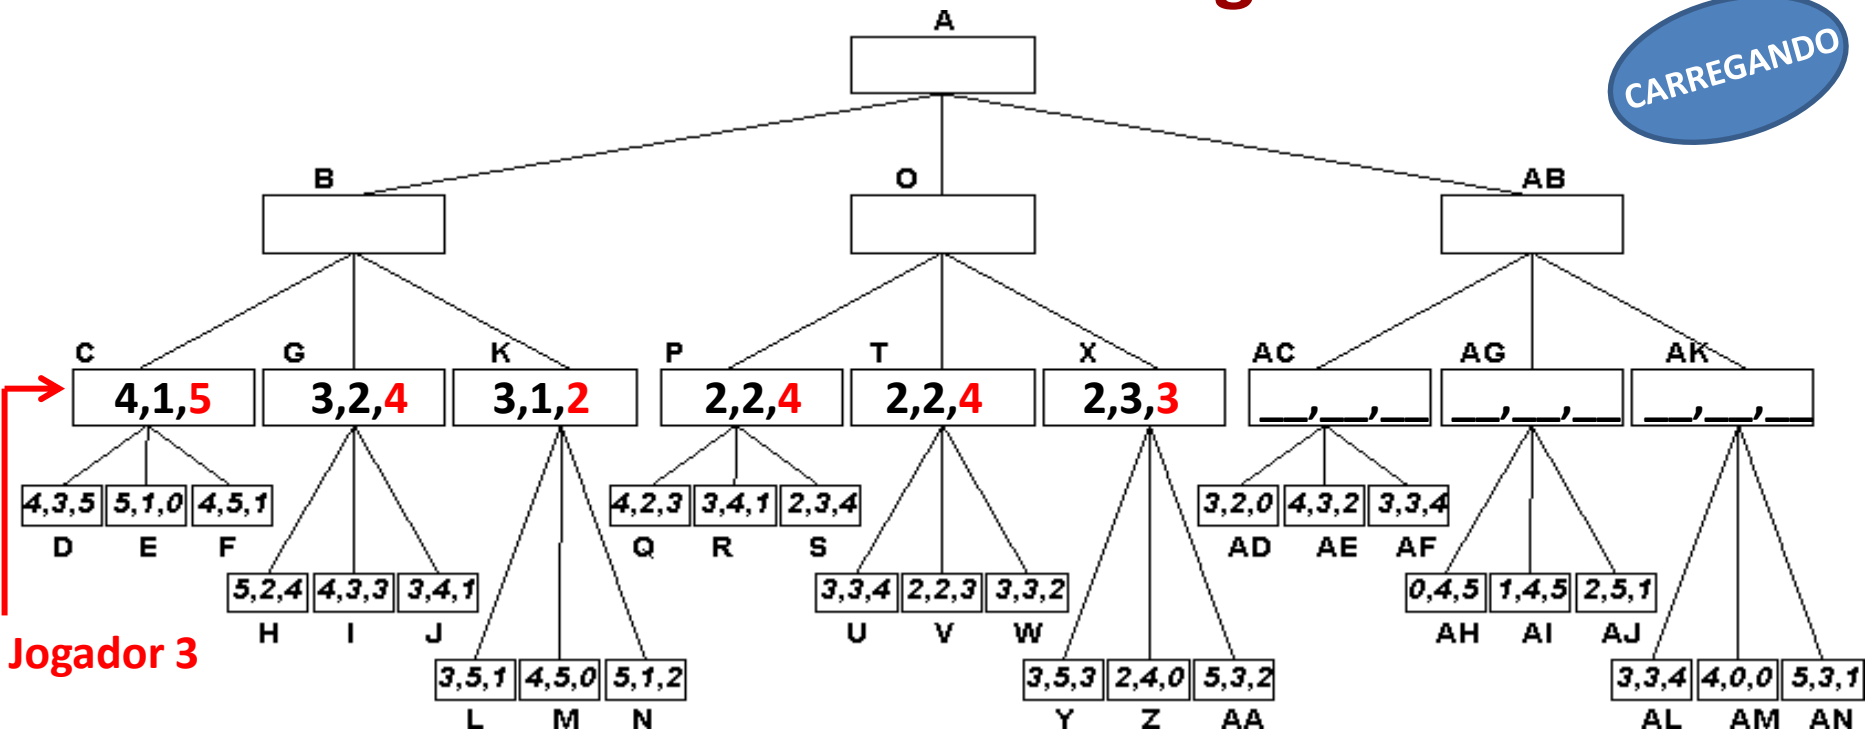 A
CARREGANDO
B O AB
C G K P T X AC AG AK
4,1,5 3,2,4 3,1,2 2,2,4 2,2,4 2,3,3 __,__,__ __,__,__ __,__,__
4,3,5 5,1,0 4,5,1 4,2,3 3,4,1 2,3,4 3,2,0 4,3,2 3,3,4
D E F Q R S AD AE AF
5,2,4 4,3,3 3,4,1 3,3,4 2,2,3 3,3,2 0,4,5 1,4,5 2,5,1
H I J U V W AH AI AJ
Jogador 3
3,5,1 4,5,0 5,1,2 3,5,3 2,4,0 5,3,2 3,3,4 4,0,0 5,3,1
L M N Y Z AA AL AM AN